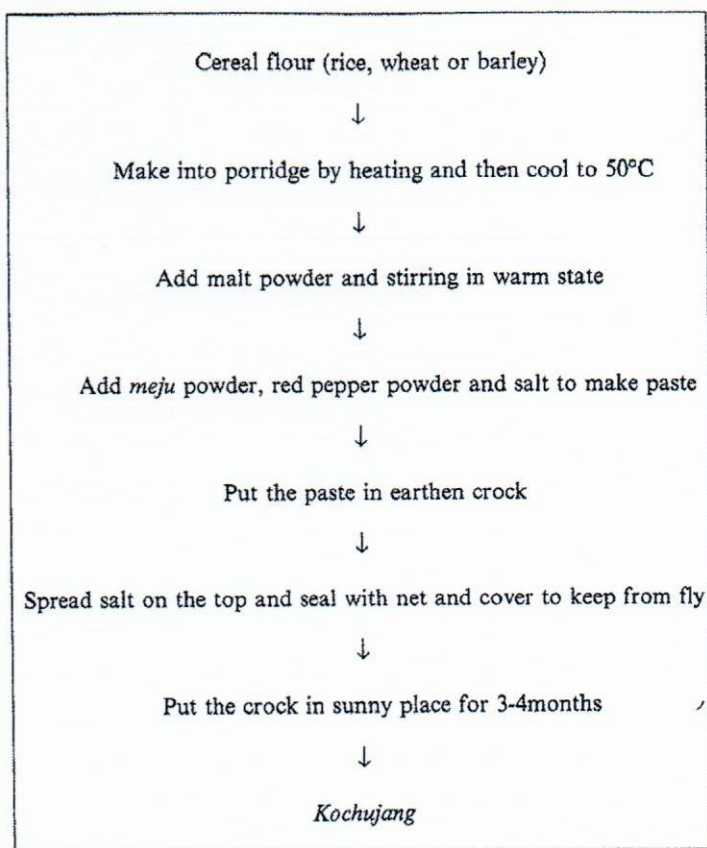 Cereal flour (rice, wheat or barley)
↓
Make into porridge by heating and then cool to 50°C
↓
Add malt powder and stirring in warm state
↓
Add meju powder, red pepper powder and salt to make paste
↓
Put the paste in earthen crock
↓
Spread salt on the top and seal with net and cover to keep from fly
↓
Put the crock in sunny place for 3-4months
↓
Kochujang